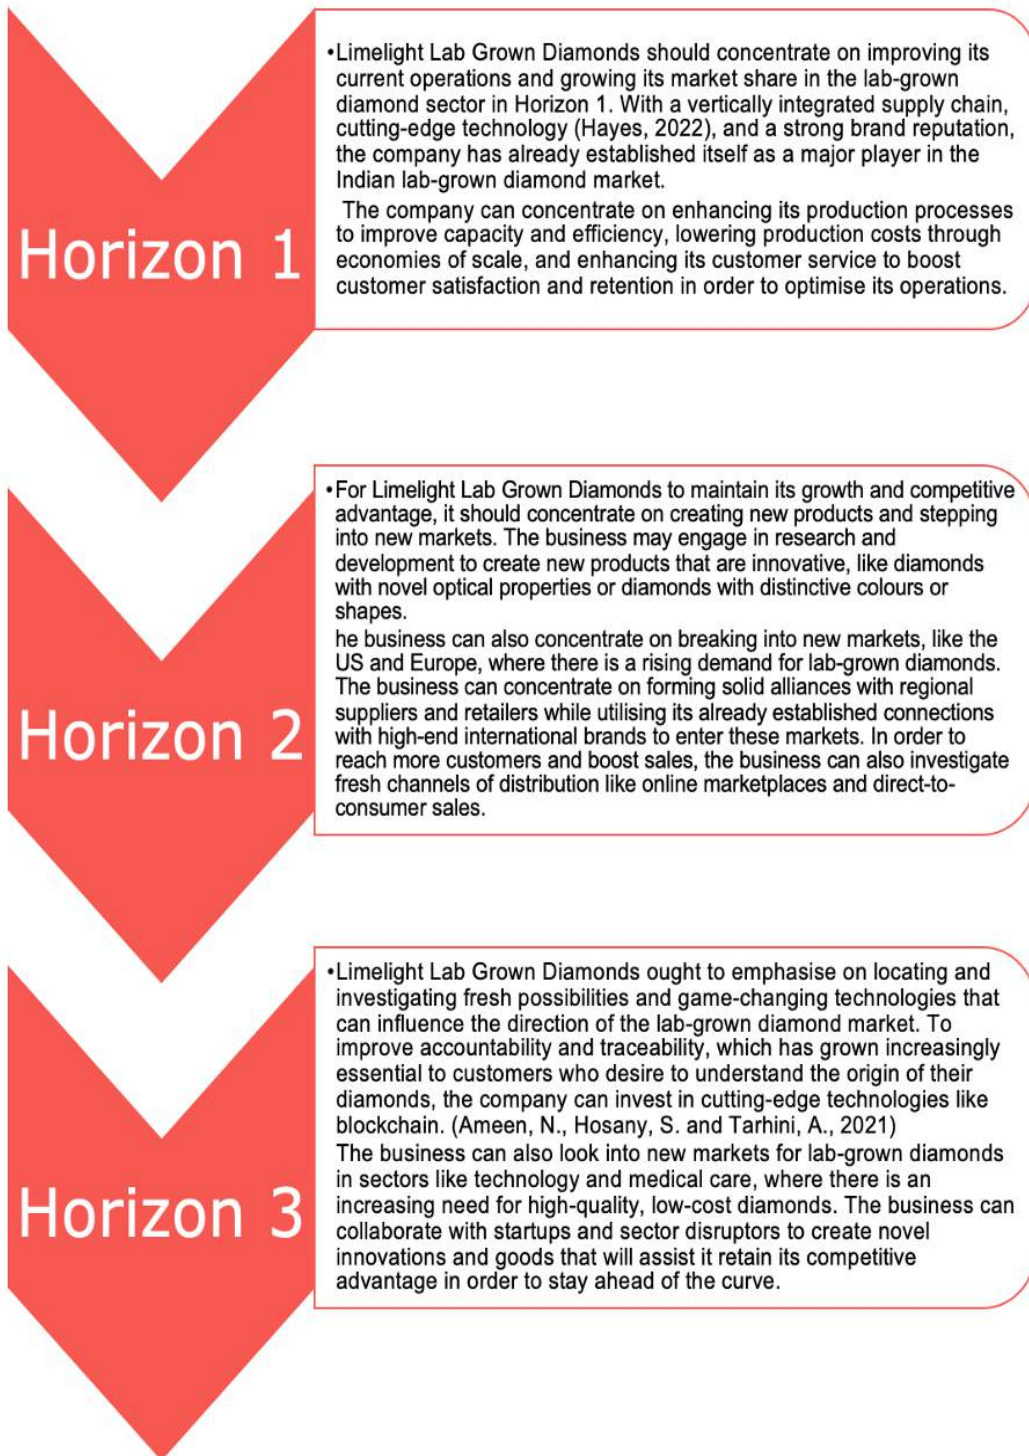 Horizon 1
•Limelight Lab Grown Diamonds should concentrate on improving its
current operations and growing its market share in the lab-grown
diamond sector in Horizon 1. With a vertically integrated supply chain,
cutting-edge technology (Hayes, 2022), and a strong brand reputation,
the company has already established itself as a major player in the
Indian lab-grown diamond market.
The company can concentrate on enhancing its production processes
to improve capacity and efficiency, lowering production costs through
economies of scale, and enhancing its customer service to boost
customer satisfaction and retention in order to optimise its operations.
Horizon 2
•For Limelight Lab Grown Diamonds to maintain its growth and competitive
advantage, it should concentrate on creating new products and stepping
into new markets. The business may engage in research and
development to create new products that are innovative, like diamonds
with novel optical properties or diamonds with distinctive colours or
shapes.
he business can also concentrate on breaking into new markets, like the
US and Europe, where there is a rising demand for lab-grown diamonds.
The business can concentrate on forming solid alliances with regional
suppliers and retailers while utilising its already established connections
with high-end international brands to enter these markets. In order to
reach more customers and boost sales, the business can also investigate
fresh channels of distribution like online marketplaces and direct-to-
consumer sales.
Horizon 3
•Limelight Lab Grown Diamonds ought to emphasise on locating and
investigating fresh possibilities and game-changing technologies that
can influence the direction of the lab-grown diamond market. To
improve accountability and traceability, which has grown increasingly
essential to customers who desire to understand the origin of their
diamonds, the company can invest in cutting-edge technologies like
blockchain. (Ameen, N., Hosany, S. and Tarhini, A., 2021)
The business can also look into new markets for lab-grown diamonds
in sectors like technology and medical care, where there is an
increasing need for high-quality, low-cost diamonds. The business can
collaborate with startups and sector disruptors to create novel
innovations and goods that will assist it retain its competitive
advantage in order to stay ahead of the curve.